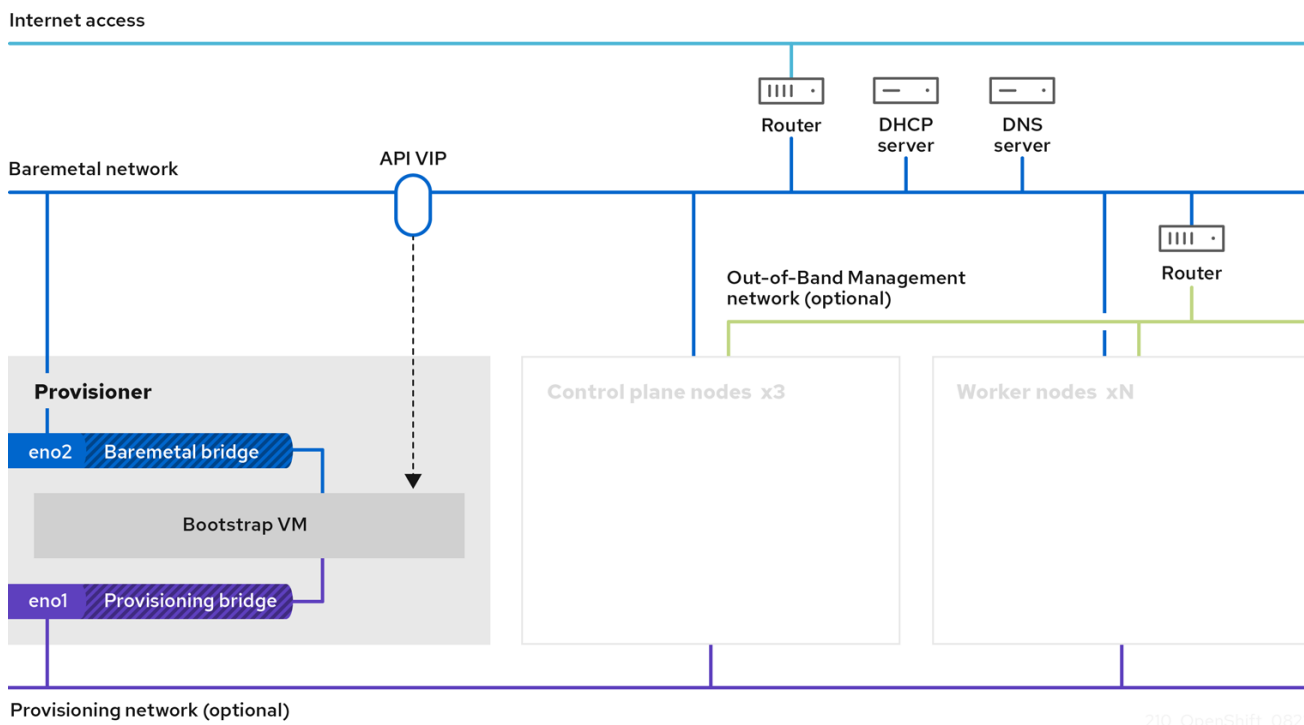 Internet access
Router
DHCP
server
DNS
server
Baremetal network
API VIP
Router
Out-of-Band Management
network (optional)
Provisioner
Control plane nodes x3
Worker nodes xN
eno2
Baremetal bridge
Bootstrap VM
eno1
Provisioning bridge
Provisioning network (optional)
210_OpenShift_082